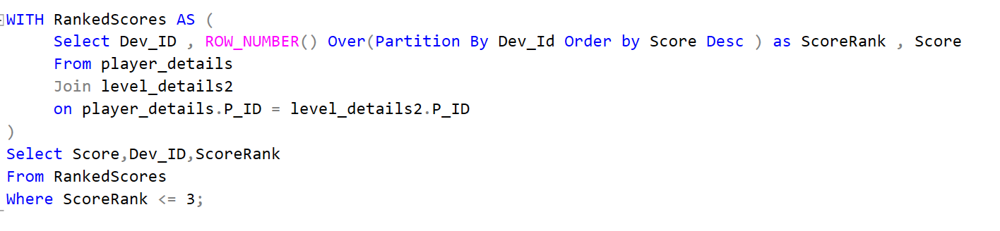 WITH RankedScores AS (
Select Dev_ID , ROW_NUMBER() Over(Partition By Dev_Id Order by Score Desc ) as ScoreRank , Score
From player_details
Join level_details2
on player_details.P_ID = level_details2.P_ID
)
Select Score,Dev_ID,ScoreRank
From RankedScores
Where ScoreRank <= 3;